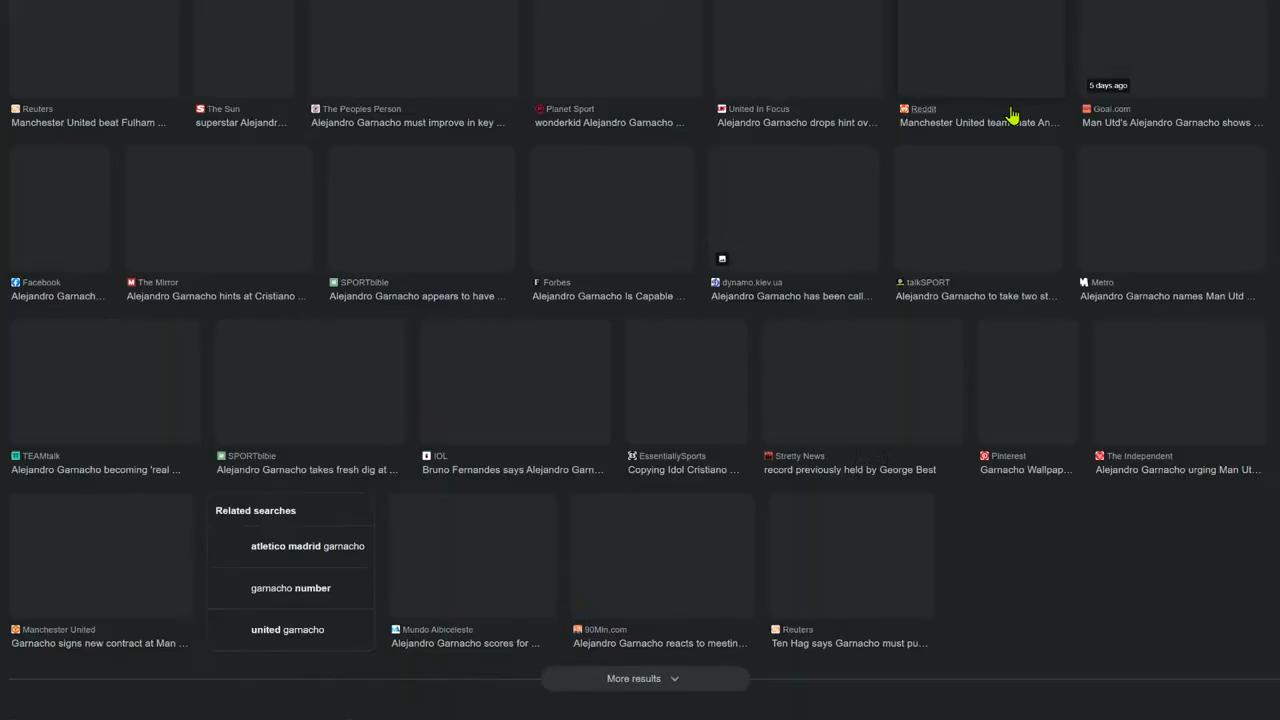 5 days ago
Reuters
Manchester United beat Fulham ...
The Sun
superstar Alejandr...
The Peoples Person
Alejandro Garnacho must improve in key ...
Planet Sport
wonderkid Alejandro Garnacho ...
United In Focus
Alejandro Garnacho drops hint ov...
Reddit
Manchester United team ate An...
Goal.com
Man Utd's Alejandro Garnacho shows ...
Facebook
Alejandro Garnach...
The Mirror
Alejandro Garnacho hints at Cristiano ...
SPORTbible
Alejandro Garnacho appears to have ...
Forbes
Alejandro Garnacho Is Capable ...
dynamo.kiev.ua
Alejandro Garnacho has been call...
talkSPORT
Alejandro Garnacho to take two st...
Metro
Alejandro Garnacho names Man Utd ...
TEAMtalk
Alejandro Garnacho becoming 'real ...
SPORTbible
Alejandro Garnacho takes fresh dig at ...
IOL
Bruno Fernandes says Alejandro Garn...
EssentiallySports
Copying Idol Cristiano ...
Stretty News
record previously held by George Best
Pinterest
Garnacho Wallpap...
The Independent
Alejandro Garnacho urging Man Ut...
Manchester United
Garnacho signs new contract at Man ...
Related searches
atletico madrid garnacho
garnacho number
united garnacho
Mundo Albiceleste
Alejandro Garnacho scores for ...
90Min.com
Alejandro Garnacho reacts to meetin...
Reuters
Ten Hag says Garnacho must pu...
More results